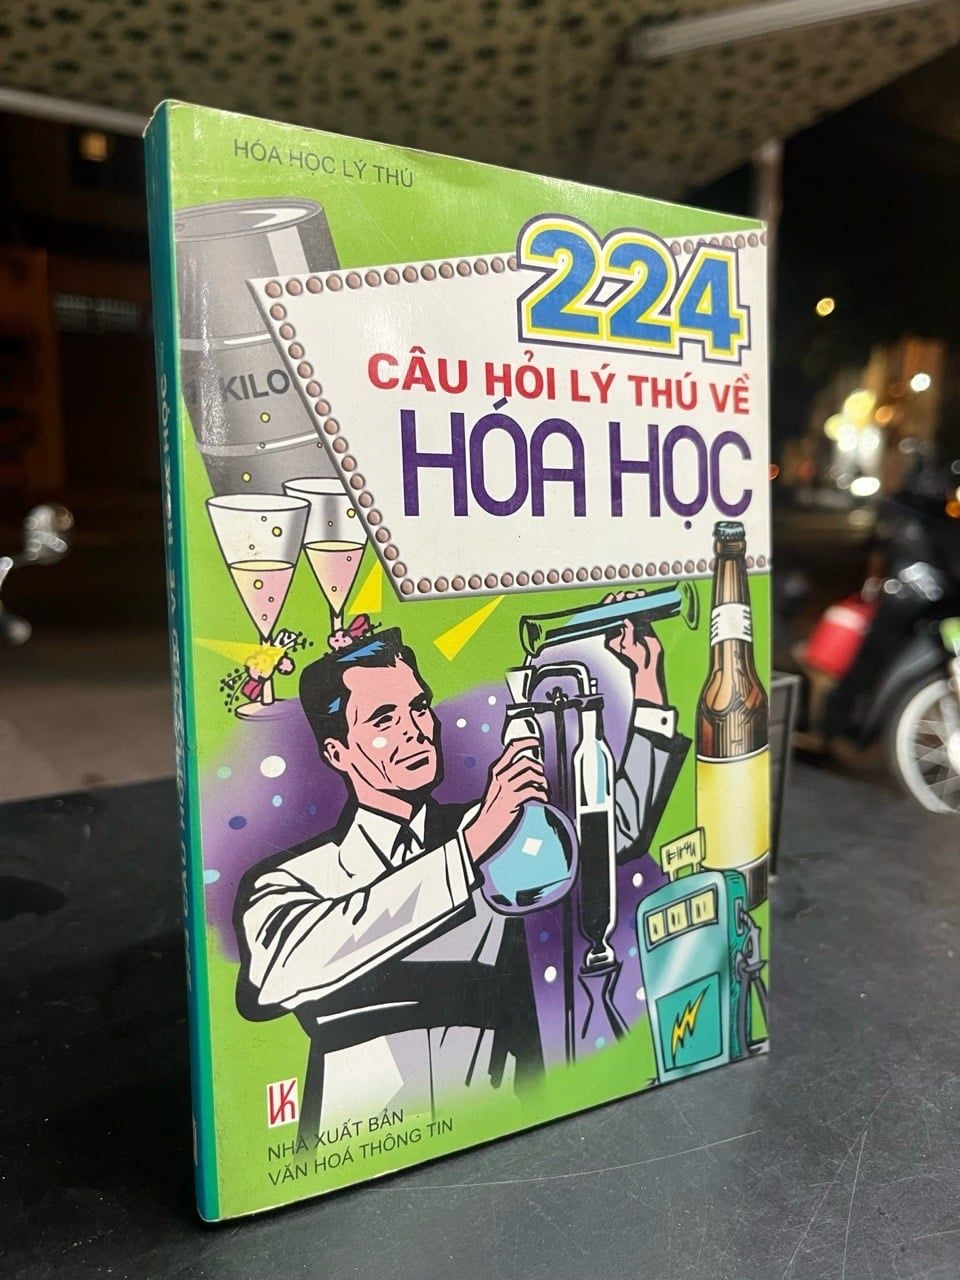 HÓA HỌC LÝ THÚ
224
CÂU HỎI LÝ THÚ VỀ
HÓA HỌC
KILO
NHÀ XUẤT BẢN
VĂN HOÁ THÔNG TIN